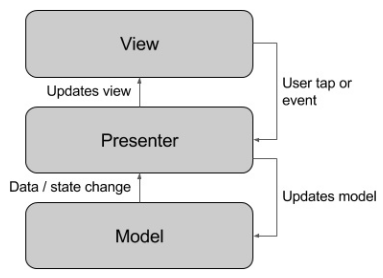 View
Updates view
User tap or
event
Presenter
Data / state change
Updates model
Model